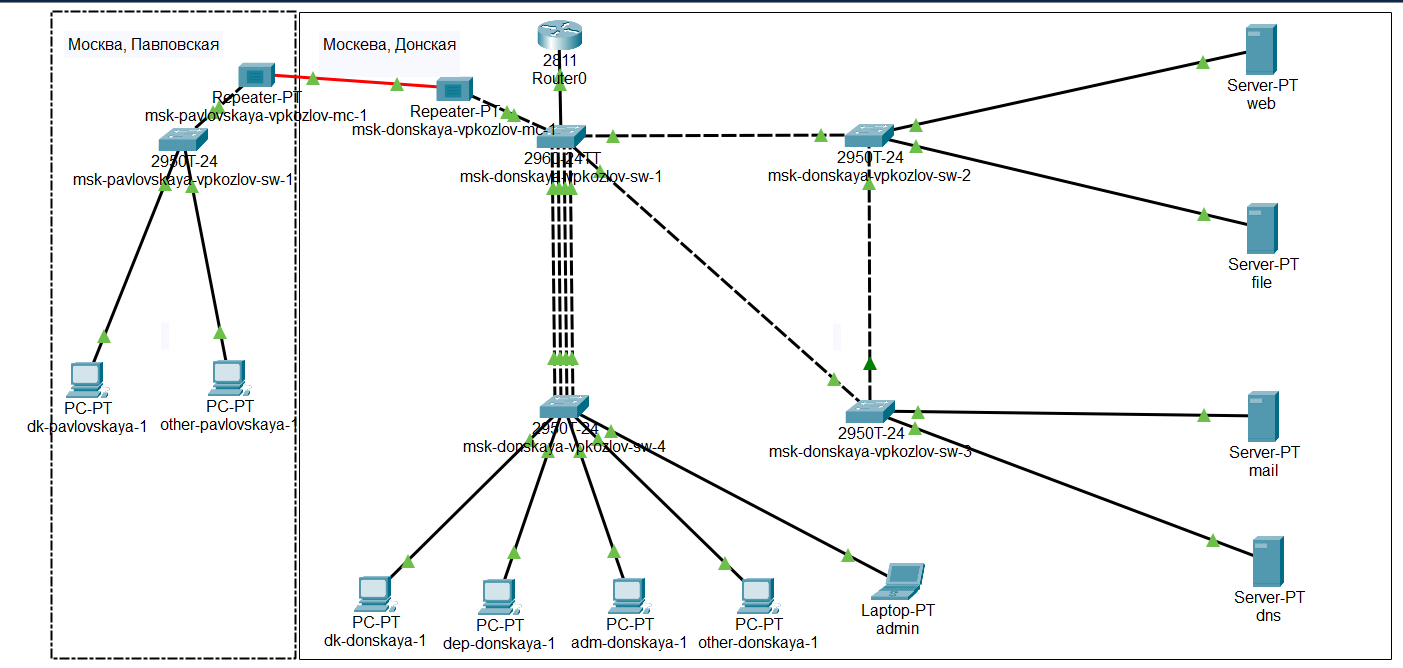 Москва, Павловская
Москева, Донская
2811
Router0
Repeater-PT
msk-pavlovskaya-vpkozlov-mc-1
Repeater-PT
msk-donskaya-vpkozlov-mc-1
2950T-24
msk-pavlovskaya-vpkozlov-sw-1
2960-24TT
msk-donskaya-vpkozlov-sw-1
2950T-24
msk-donskaya-vpkozlov-sw-2
Server-PT
web
Server-PT
file
PC-PT
dk-pavlovskaya-1
PC-PT
other-pavlovskaya-1
2950T-24
msk-donskaya-vpkozlov-sw-4
2950T-24
msk-donskaya-vpkozlov-sw-3
Server-PT
mail
Server-PT
dns
PC-PT
dk-donskaya-1
PC-PT
dep-donskaya-1
PC-PT
adm-donskaya-1
PC-PT
other-donskaya-1
Laptop-PT
admin